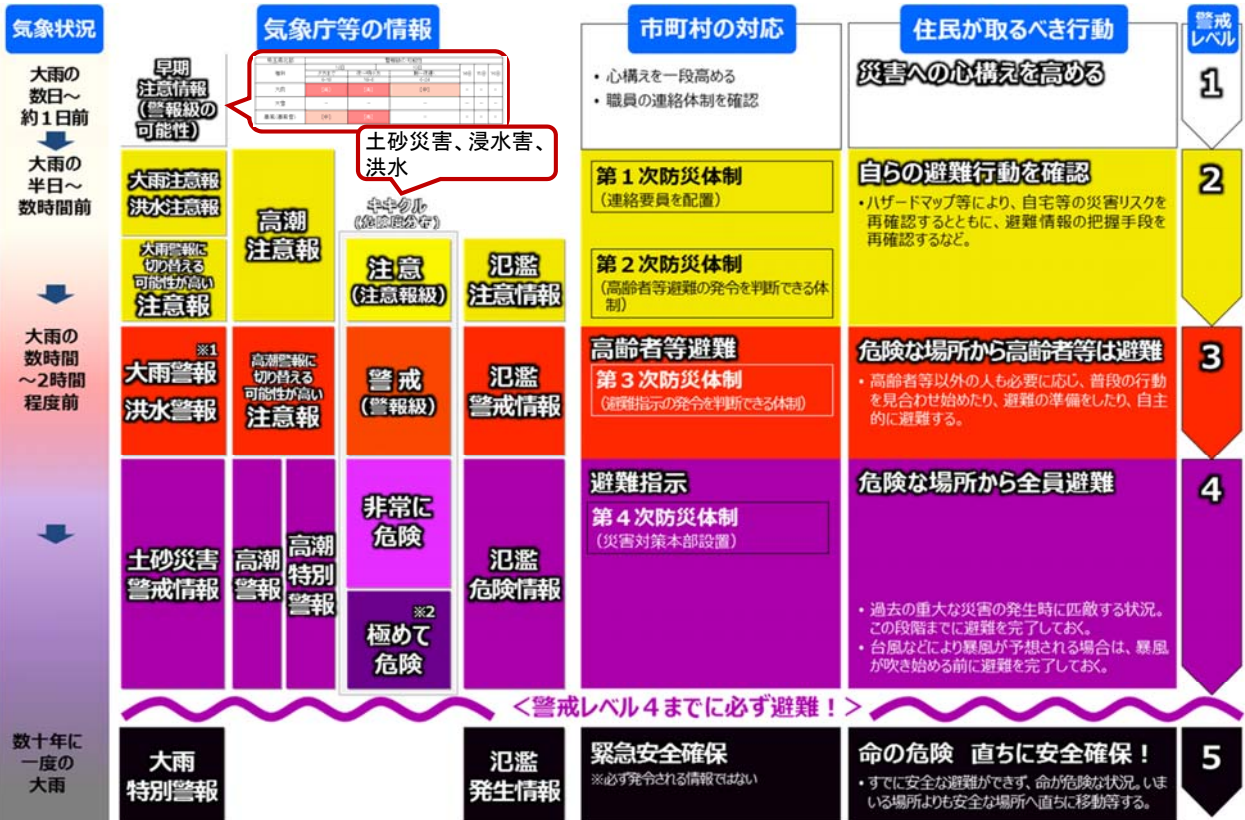 気象状況
気象庁等の情報
市町村の対応
住民が取るべき行動
警戒
レベル
大雨の
数日～
約1日前
早期
注意情報
(警報級の
可能性)
土砂災害、浸水害、
洪水
・心構えを一段高める
・職員の連絡体制を確認
災害への心構えを高める
1
大雨の
半日～
数時間前
大雨注意報
洪水注意報
大雨警報に
切り替える
可能性が高い
注意報
高潮
注意報
キキクル
(危険度分布)
注意
(注意報級)
氾濫
注意情報
第1次防災体制
(連絡要員を配置)
第2次防災体制
(高齢者等避難の発令を判断できる体
制)
自らの避難行動を確認
・ハザードマップ等により、自宅等の災害リスクを
再確認するとともに、避難情報の把握手段を
再確認するなど。
2
大雨の
数時間
～2時間
程度前
※1
大雨警報
洪水警報
高潮警報に
切り替える
可能性が高い
注意報
警戒
(警報級)
氾濫
警戒情報
高齢者等避難
第3次防災体制
(避難指示の発令を判断できる体制)
危険な場所から高齢者等は避難
・高齢者等以外の人も必要に応じ、普段の行動
を見合わせ始めたり、避難の準備をしたり、自主
的に避難する。
3
土砂災害
警戒情報
高潮
警報
高潮
特別
警報
非常に
危険
※2
極めて
危険
氾濫
危険情報
避難指示
第4次防災体制
(災害対策本部設置)
危険な場所から全員避難
・過去の重大な災害の発生時に匹敵する状況。
この段階までに避難を完了しておく。
・台風などにより暴風が予想される場合は、暴風
が吹き始める前に避難を完了しておく。
4
＜警戒レベル4までに必ず避難！＞
数十年に
一度の
大雨
大雨
特別警報
氾濫
発生情報
緊急安全確保
※必ず発令される情報ではない
命の危険 直ちに安全確保！
・すでに安全な避難ができず、命が危険な状況。いま
いる場所よりも安全な場所へ直ちに移動等する。
5